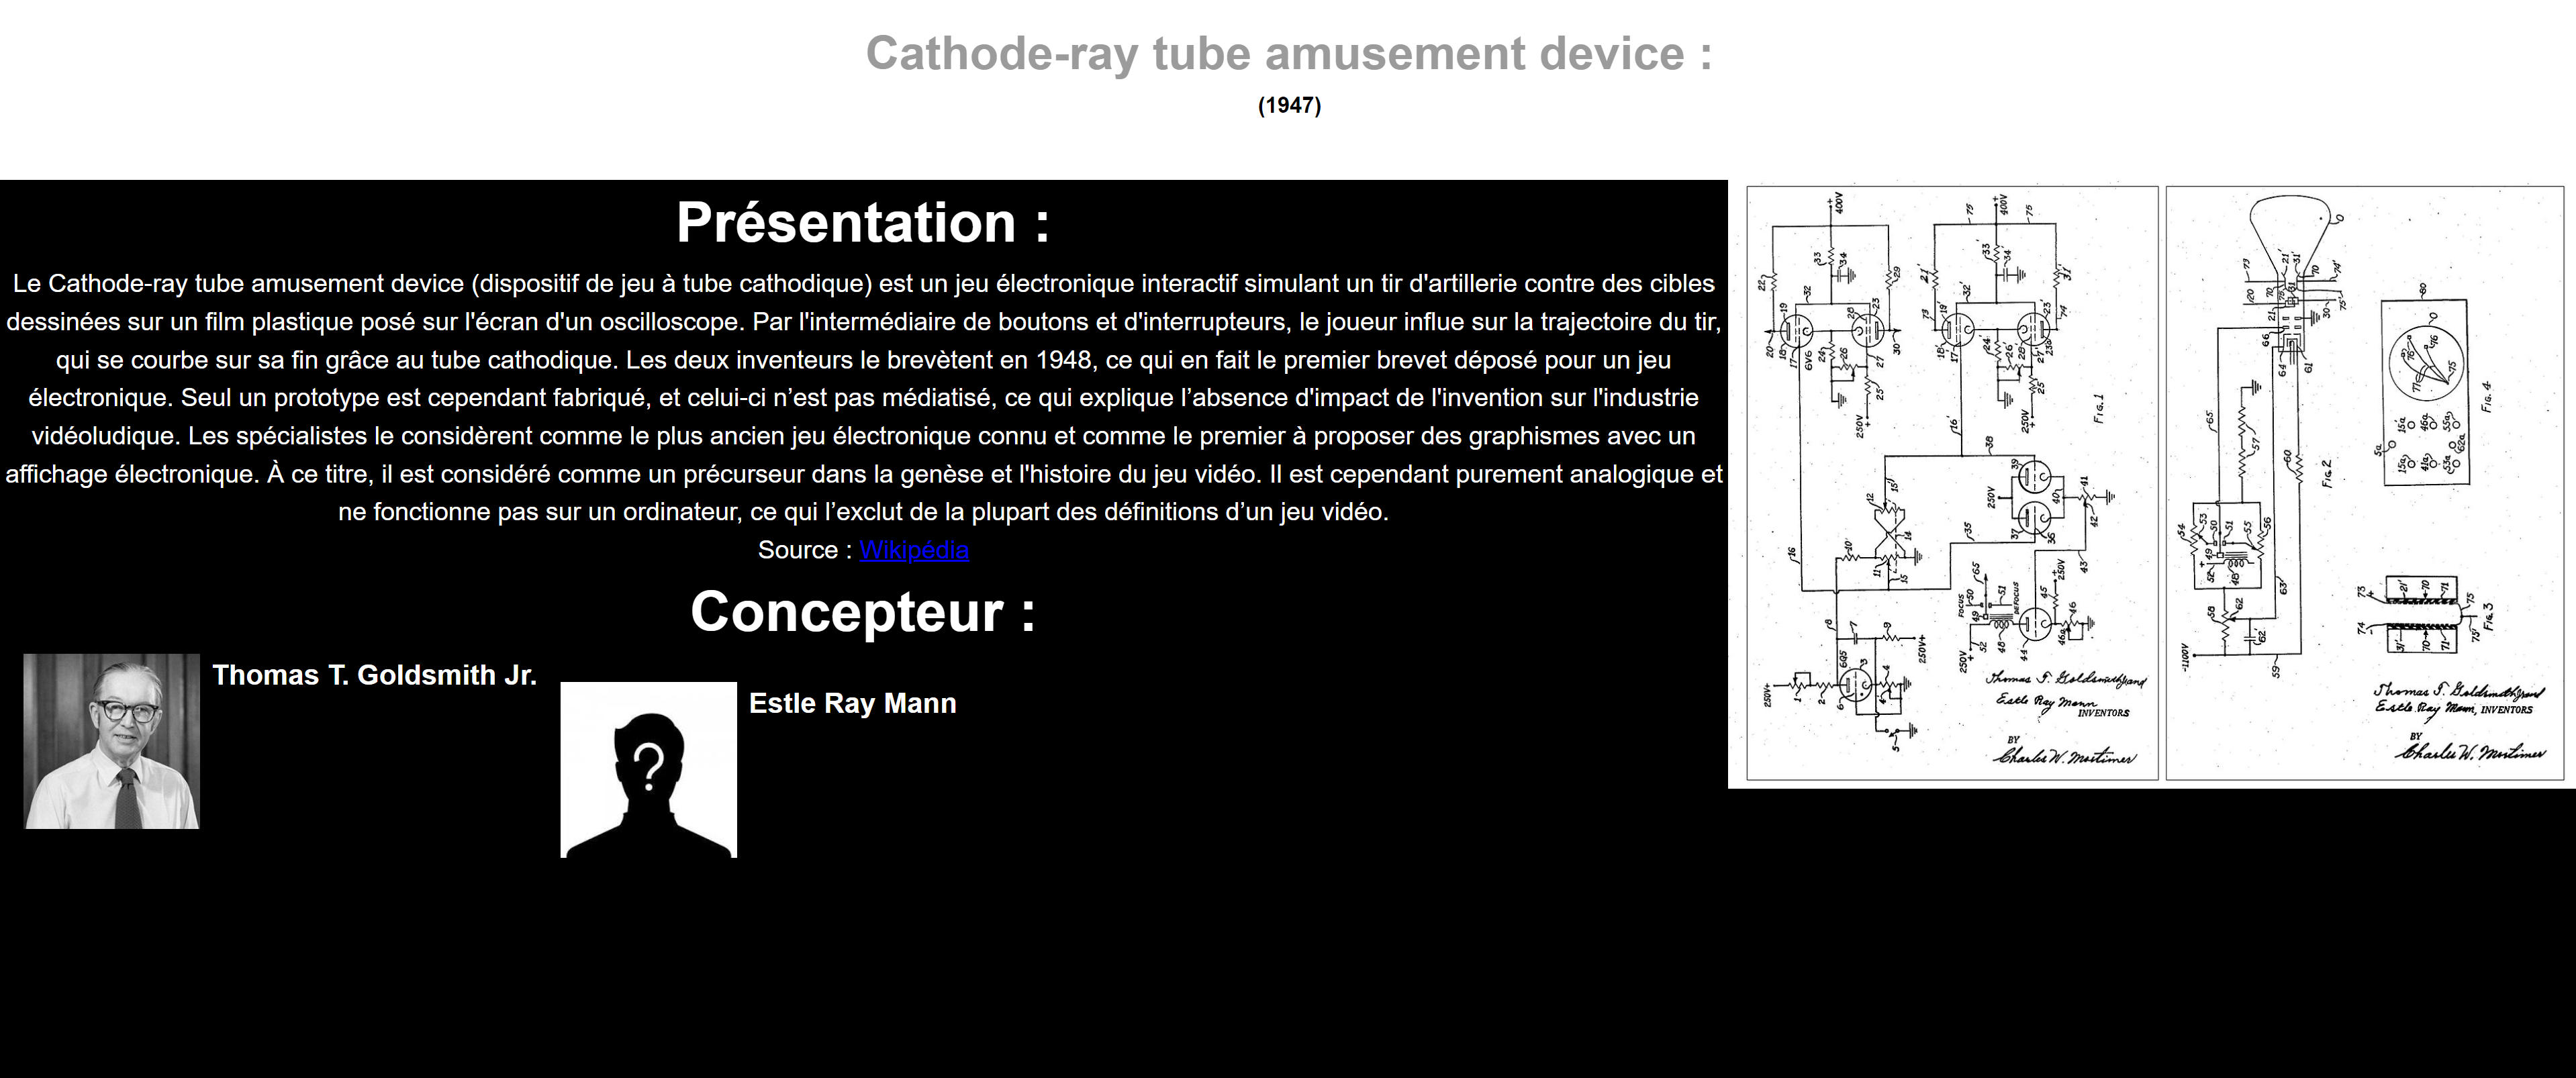 Cathode-ray tube amusement device :
(1947)
Présentation :
Le Cathode-ray tube amusement device (dispositif de jeu à tube cathodique) est un jeu électronique interactif simulant un tir d'artillerie contre des cibles
dessinées sur un film plastique posé sur l'écran d'un oscilloscope. Par l'intermédiaire de boutons et d'interrupteurs, le joueur influe sur la trajectoire du tir,
qui se courbe sur sa fin grâce au tube cathodique. Les deux inventeurs le brevètent en 1948, ce qui en fait le premier brevet déposé pour un jeu
électronique. Seul un prototype est cependant fabriqué, et celui-ci n’est pas médiatisé, ce qui explique l’absence d'impact de l'invention sur l'industrie
vidéoludique. Les spécialistes le considèrent comme le plus ancien jeu électronique connu et comme le premier à proposer des graphismes avec un
affichage électronique. À ce titre, il est considéré comme un précurseur dans la genèse et l'histoire du jeu vidéo. Il est cependant purement analogique et
ne fonctionne pas sur un ordinateur, ce qui l’exclut de la plupart des définitions d’un jeu vidéo.
Source : Wikipédia
Concepteur :
Thomas T. Goldsmith Jr.
Estle Ray Mann
?
FIG. 1
FOCUS
DEFOCUS
Thomas T. Goldsmith Jr and
Estle Ray Mann
INVENTORS
BY
Charles W. Mortimer
FIG. 2
FIG. 3
FIG. 4
-1100V
Thomas T. Goldsmith Jr and
Estle Ray Mann, INVENTORS
BY
Charles W. Mortimer